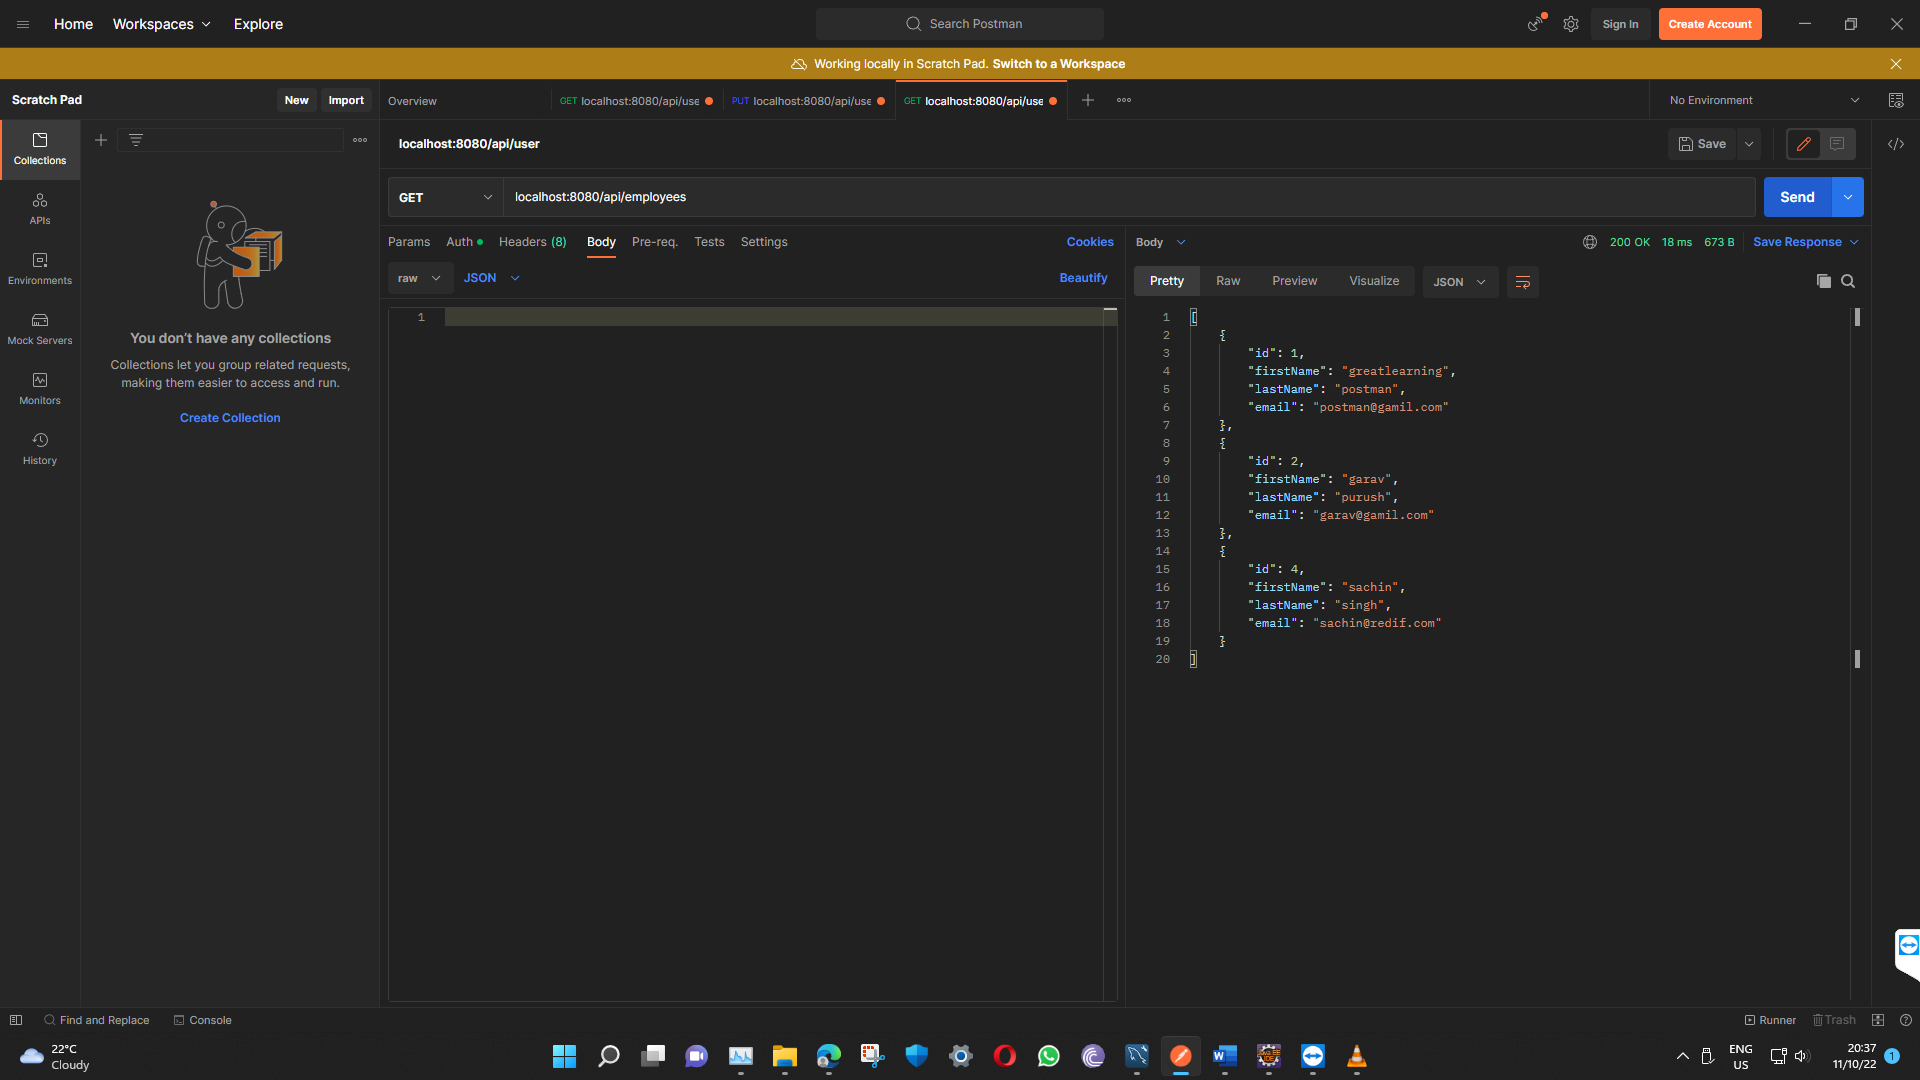 Home Workspaces Explore Search Postman Sign In Create Account
Working locally in Scratch Pad. Switch to a Workspace
Scratch Pad New Import Overview GET localhost:8080/api/use PUT localhost:8080/api/use GET localhost:8080/api/use No Environment
Collections
APIs
Environments
Mock Servers
Monitors
History
You don't have any collections
Collections let you group related requests,
making them easier to access and run.
Create Collection
localhost:8080/api/user Save
GET localhost:8080/api/employees Send
Params Auth Headers (8) Body Pre-req. Tests Settings Cookies
raw JSON Beautify
1
Body 200 OK 18 ms 673 B Save Response
Pretty Raw Preview Visualize JSON
1 [
2 {
3 "id": 1,
4 "firstName": "greatlearning",
5 "lastName": "postman",
6 "email": "postman@gamil.com"
7 },
8 {
9 "id": 2,
10 "firstName": "garav",
11 "lastName": "purush",
12 "email": "garav@gamil.com"
13 },
14 {
15 "id": 4,
16 "firstName": "sachin",
17 "lastName": "singh",
18 "email": "sachin@redif.com"
19 }
20 ]
Find and Replace Console Runner Trash
22°C
Cloudy
ENG
US
20:37
11/10/22
1